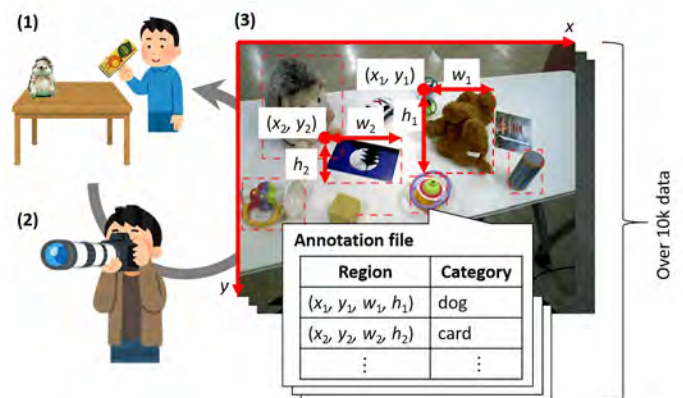 (1)
(2)
(3)
x
y
(x₁, y₁)
w₁
h₁
(x₂, y₂)
w₂
h₂
Annotation file
Region Category
(x₁, y₁, w₁, h₁) dog
(x₂, y₂, w₂, h₂) card
⋮ ⋮
Over 10k data